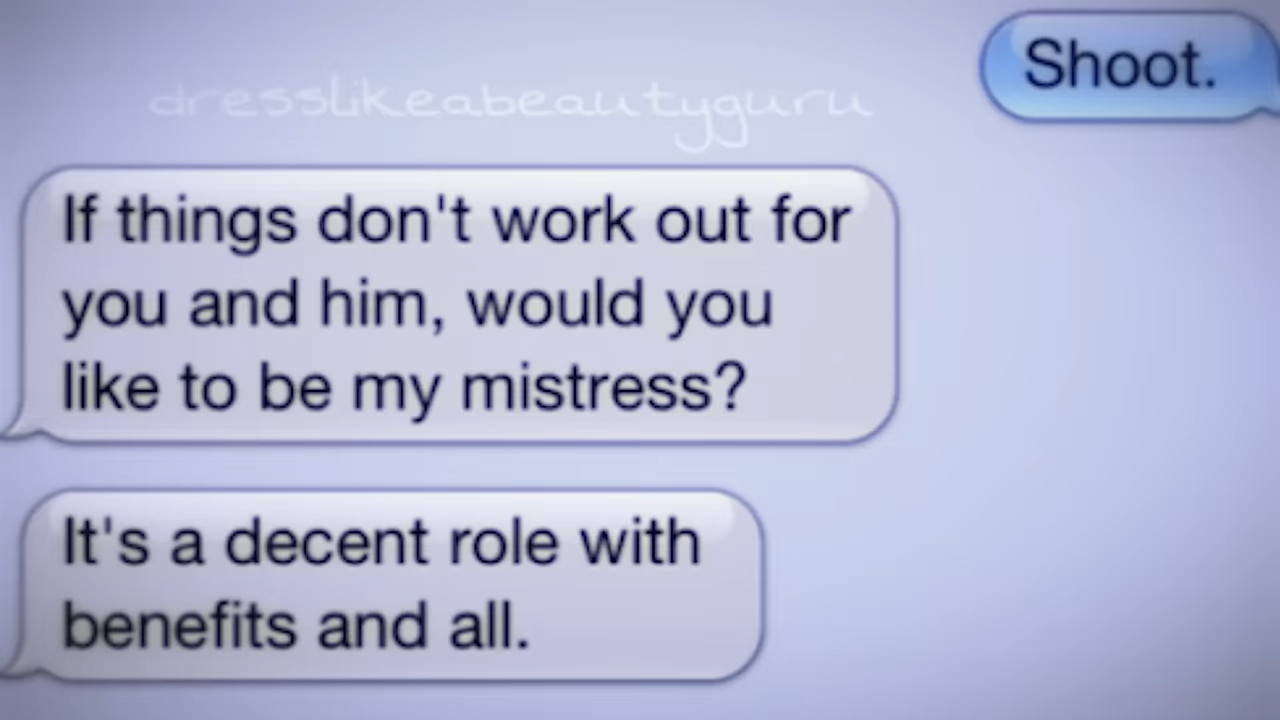 Shoot.
dresslikeabeautyguru
If things don't work out for
you and him, would you
like to be my mistress?
It's a decent role with
benefits and all.